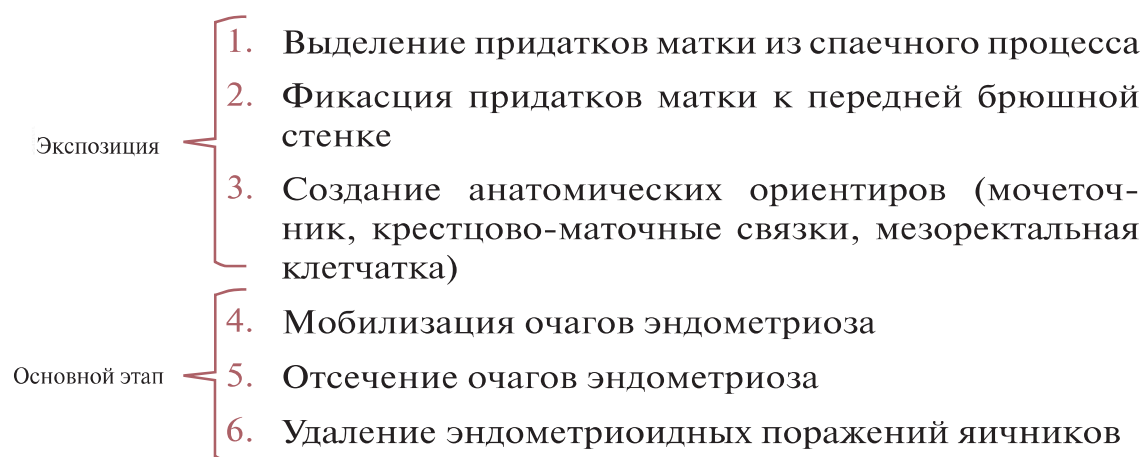 Экспозиция
1. Выделение придатков матки из спаечного процесса
2. Фикасция придатков матки к передней брюшной
стенке
3. Создание анатомических ориентиров (мочеточ-
ник, крестцово-маточные связки, мезоректальная
клетчатка)
Основной этап
4. Мобилизация очагов эндометриоза
5. Отсечение очагов эндометриоза
6. Удаление эндометриоидных поражений яичников